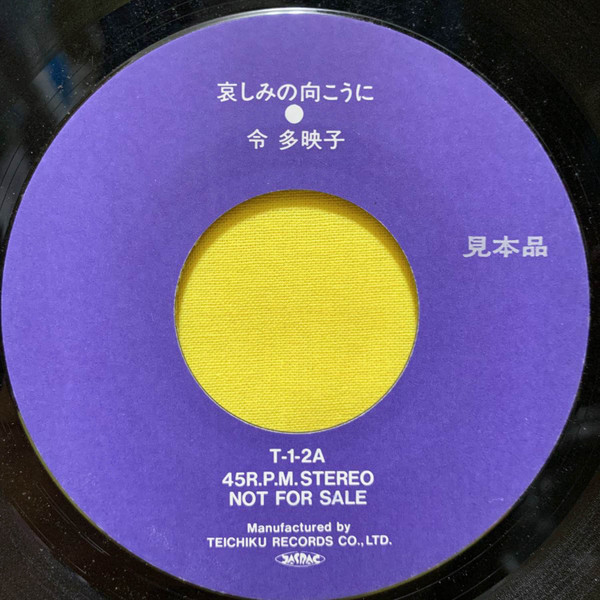 哀しみの向こうに
令 多映子
見本品
T-1-2A
45R.P.M.STEREO
NOT FOR SALE
Manufactured by
TEICHIKU RECORDS CO.,LTD.
JASRAC